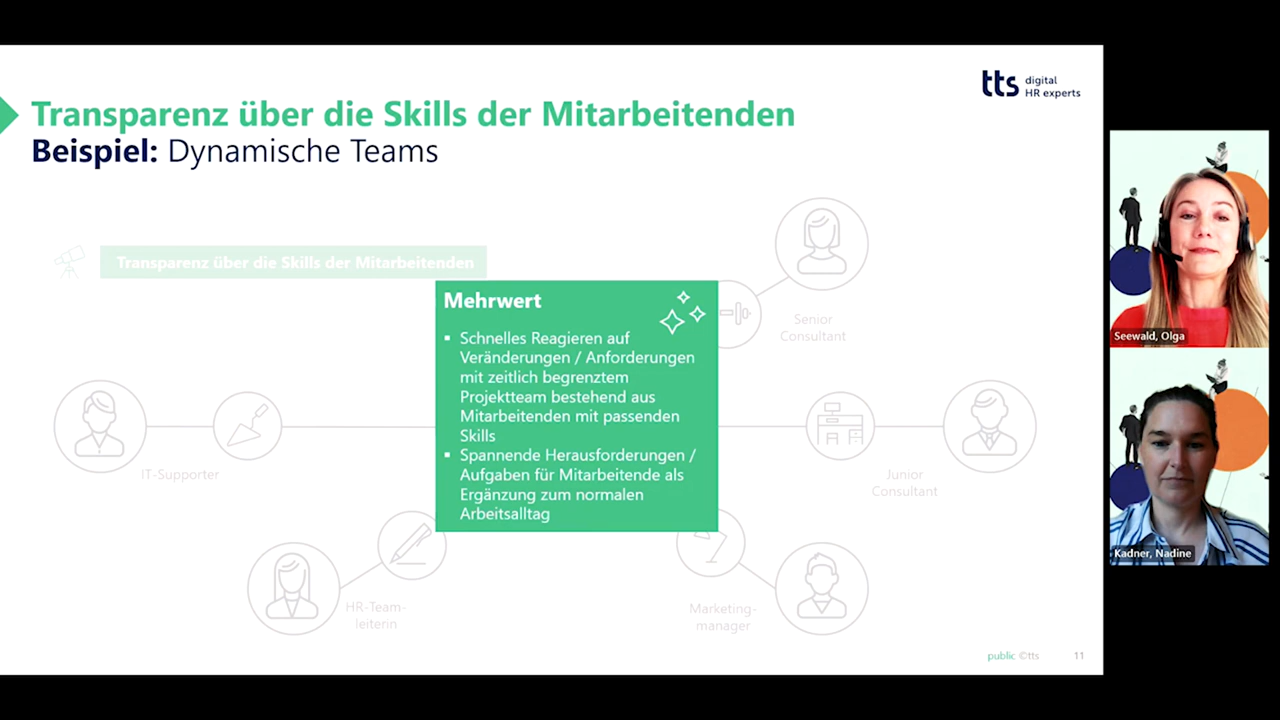 tts digital
HR experts
Transparenz über die Skills der Mitarbeitenden
Beispiel: Dynamische Teams
Transparenz über die Skills der Mitarbeitenden
Mehrwert
▪ Schnelles Reagieren auf
Veränderungen / Anforderungen
mit zeitlich begrenztem
Projektteam bestehend aus
Mitarbeitenden mit passenden
Skills
▪ Spannende Herausforderungen /
Aufgaben für Mitarbeitende als
Ergänzung zum normalen
Arbeitsalltag
Senior
Consultant
IT-Supporter
Junior
Consultant
HR-Team-
leiterin
Marketing-
manager
public ©tts 11
Seewald, Olga
Kadner, Nadine